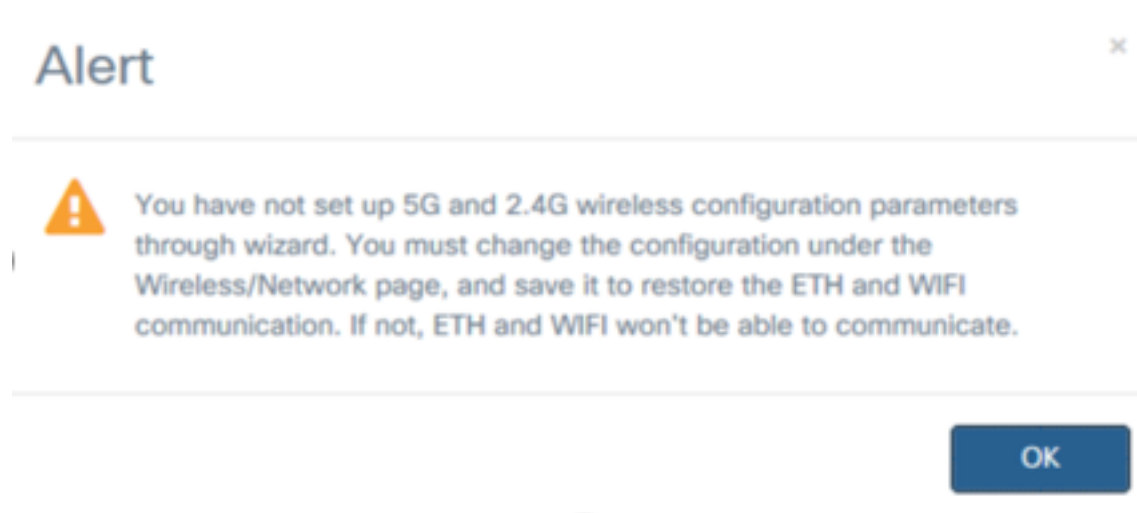 Alert
You have not set up 5G and 2.4G wireless configuration parameters
through wizard. You must change the configuration under the
Wireless/Network page, and save it to restore the ETH and WIFI
communication. If not, ETH and WIFI won't be able to communicate.
OK